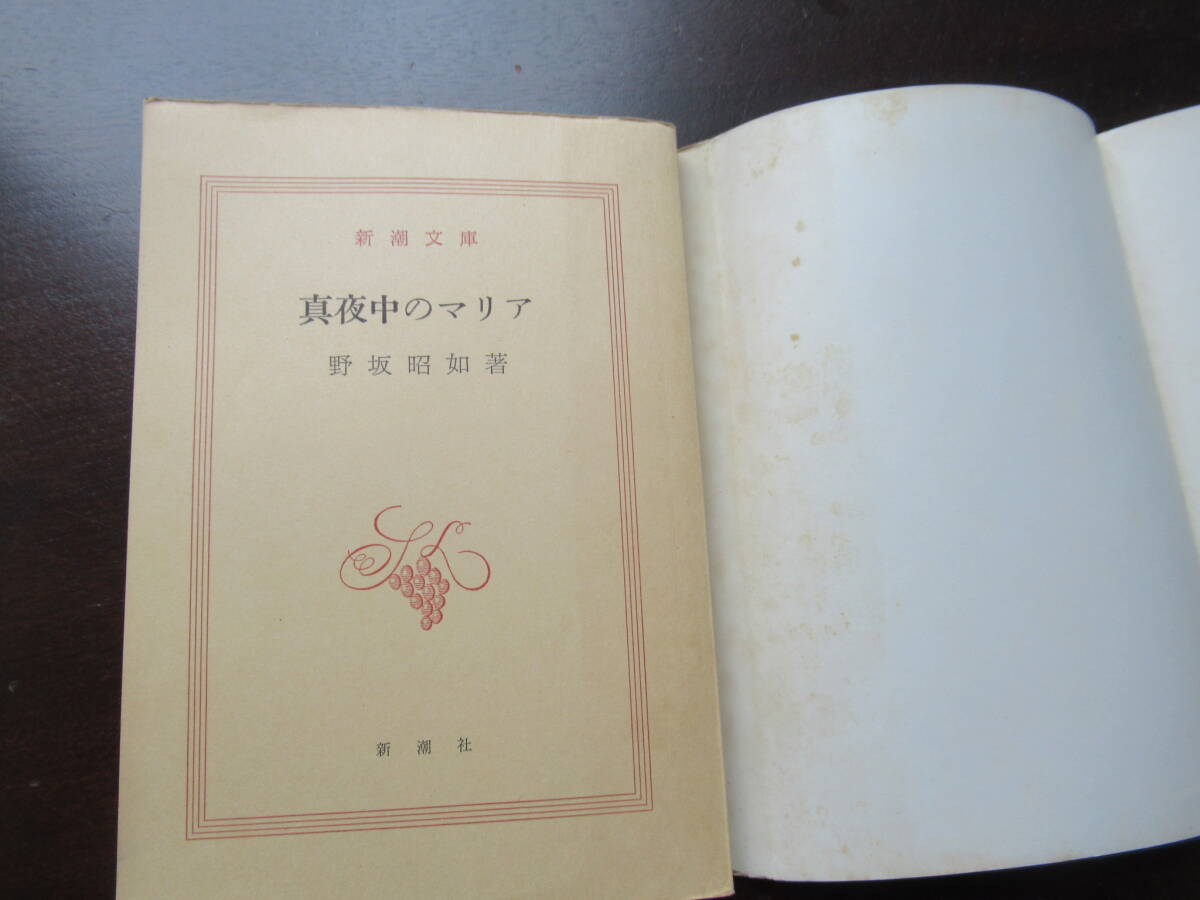 新潮文庫
真夜中のマリア
野坂昭如著
新潮社